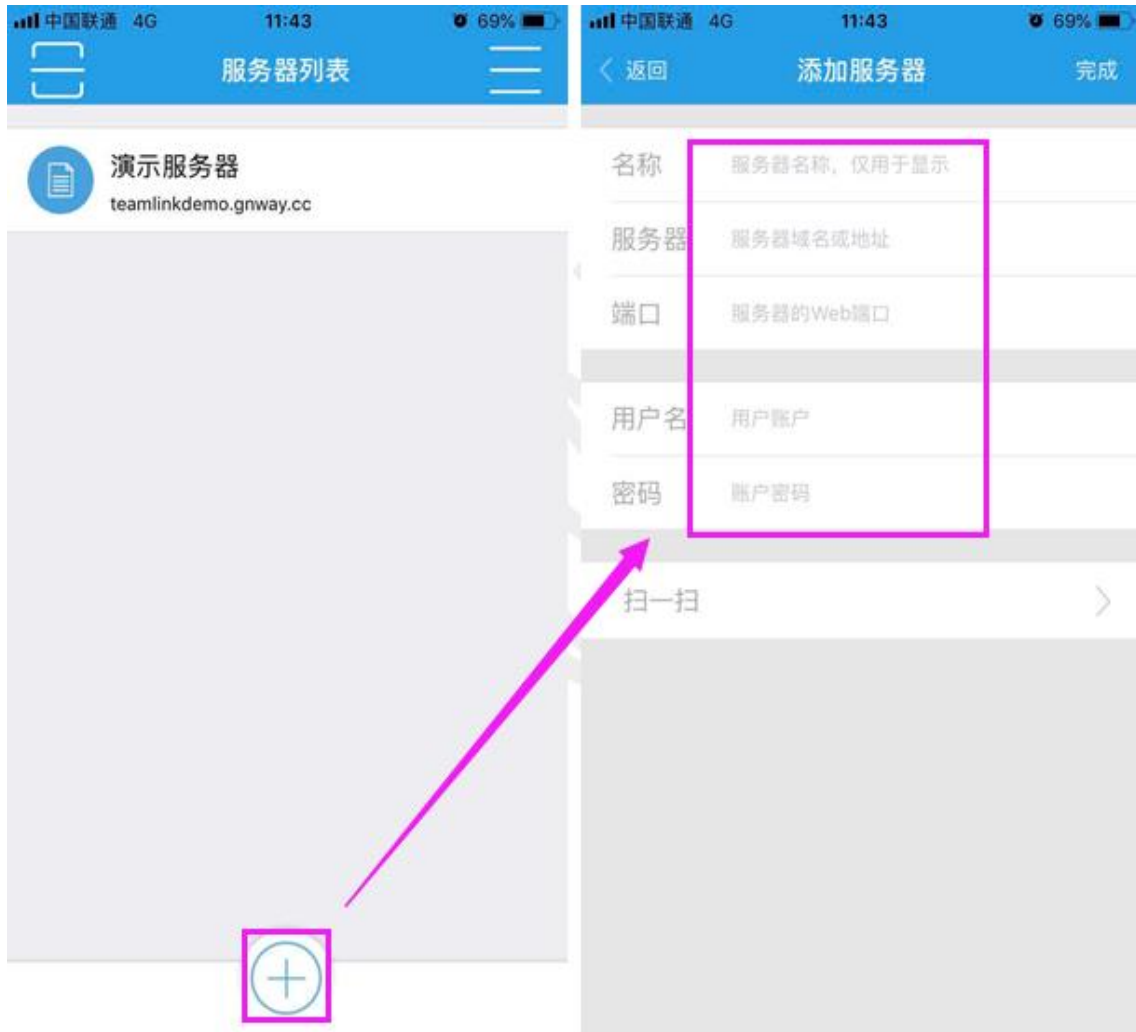 中国联通 4G 11:43 69%
服务器列表
演示服务器
teamlinkdemo.gnway.cc
中国联通 4G 11:43 69%
返回 添加服务器 完成
名称 服务器名称，仅用于显示
服务器 服务器域名或地址
端口 服务器的Web端口
用户名 用户账户
密码 账户密码
扫一扫